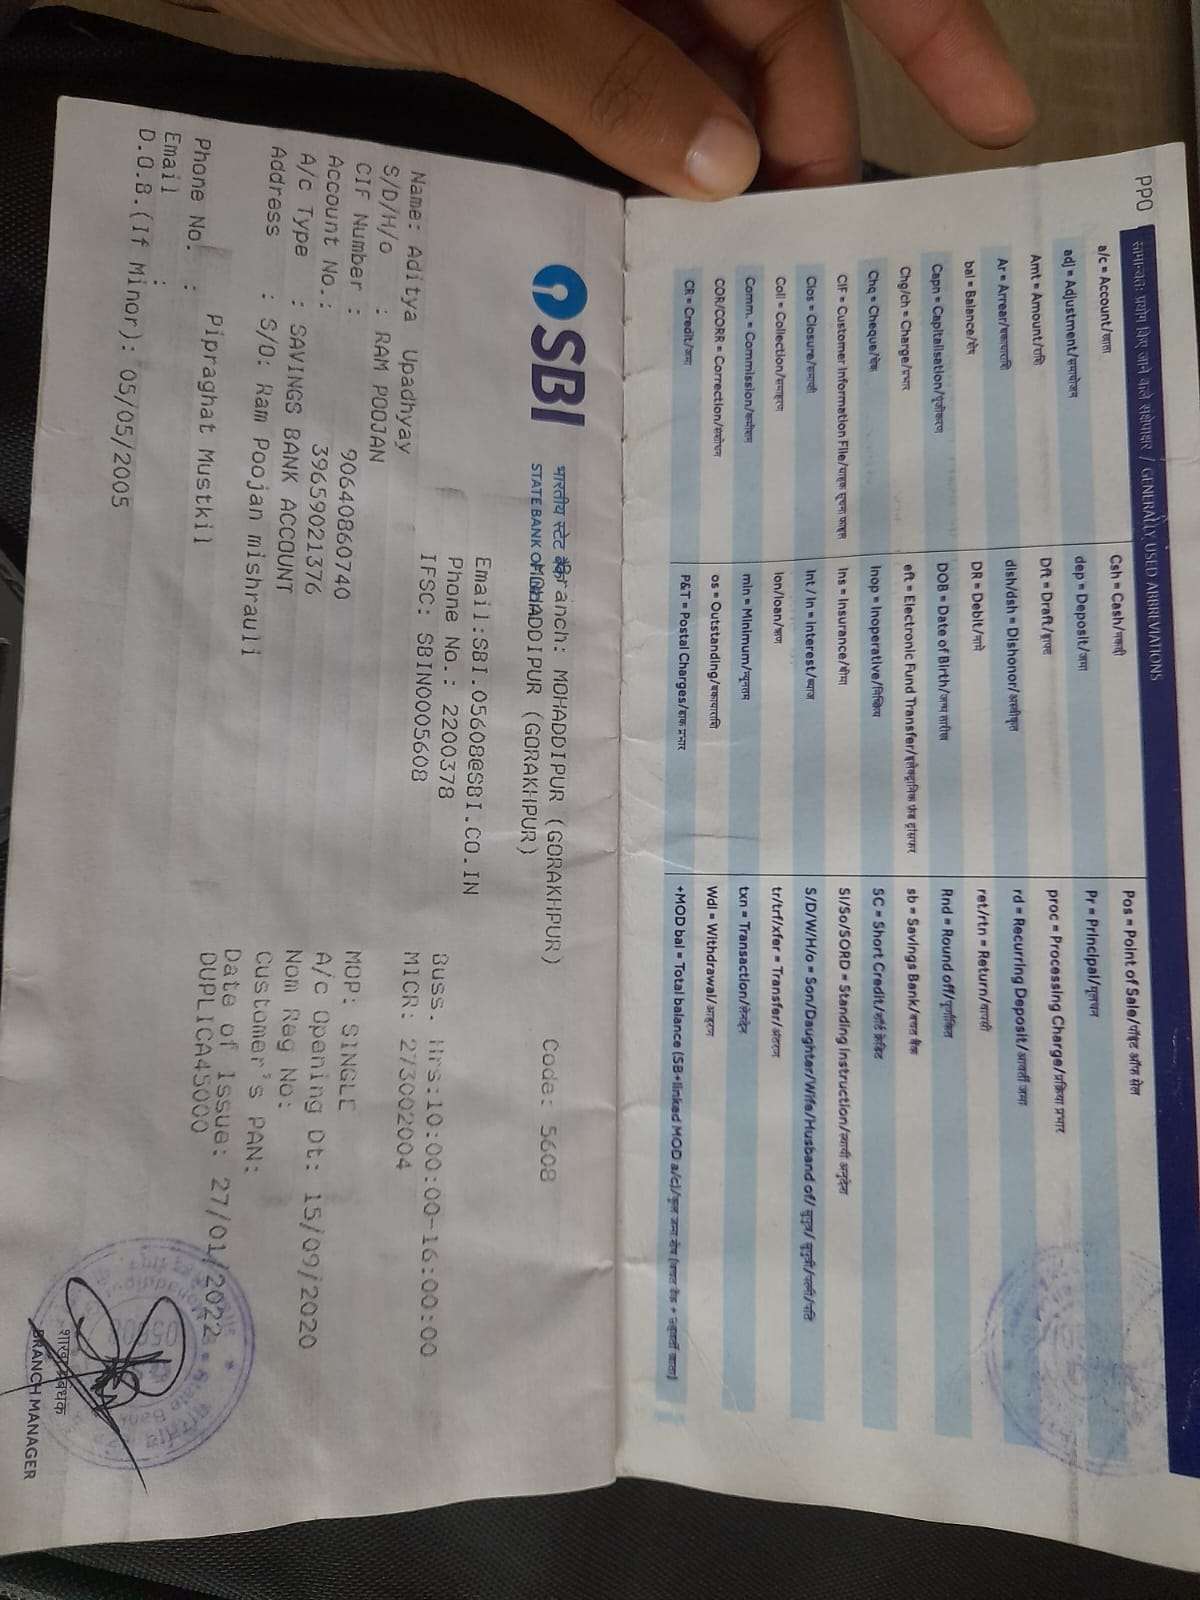 PPO
सामान्यतः प्रयोग किए जाने वाले संक्षेपाक्षर / GENERALLY USED ABBREVIATIONS
a/c = Account/खाता
adj = Adjustment/समायोजन
Amt = Amount/राशि
Ar = Arrear/बकायाराशि
bal = Balance/शेष
Capn = Capitalisation/पूंजीकरण
Chg/ch = Charge/प्रभार
Chq = Cheque/चेक
CIF = Customer Information File/ग्राहक सूचना फाइल
Clos = Closure/समाप्ती
Coll = Collection/समाहरण
Comm. = Commission/कमीशन
COR/CORR = Correction/संशोधन
CR = Credit/जमा
Csh = Cash/नकदी
dep = Deposit/जमा
Dft = Draft/ड्राफ्ट
dish/dsh = Dishonor/अस्वीकृत
DR = Debit/नामे
DOB = Date of Birth/जन्म तारीख
eft = Electronic Fund Transfer/इलेक्ट्रानिक फंड ट्रांसफर
Inop = Inoperative/निष्क्रिय
Ins = Insurance/बीमा
Int / In = Interest/ब्याज
lon/loan/ऋण
min = Minimum/न्यूनतम
os = Outstanding/बकायाराशि
P&T = Postal Charges/डाक प्रभार
Pos = Point of Sale/पॉइंट ऑफ सेल
Pr = Principal/मूलधन
proc = Processing Charge/प्रक्रिया प्रभार
rd = Recurring Deposit/आवर्ती जमा
ret/rtn = Return/वापसी
Rnd = Round off/पूर्णांकित
sb = Savings Bank/बचत बैंक
SC = Short Credit/शॉर्ट क्रेडिट
SI/So/SORD = Standing Instruction/स्थायी अनुदेश
S/D/W/H/o = Son/Daughter/Wife/Husband of/ सुपुत्र/ सुपुत्री/पत्नी/पति
tr/trf/xfer = Transfer/अंतरण
txn = Transaction/लेनदेन
Wdl = Withdrawal/आहरण
+MOD bal = Total balance (SB+linked MOD a/c)/कुल जमा शेष (बचत बैंक +
SBI
भारतीय स्टेट बैंक
STATE BANK OF INDIA
Branch: MOHADDIPUR (GORAKHPUR) Code: 5608
MOHADDIPUR (GORAKHPUR)
Email:SBI.05608@SBI.CO.IN
Phone No.: 2200378 Buss. Hrs:10:00:00-16:00:00
IFSC: SBIN0005608 MICR: 273002004
Name: Aditya Upadhyay
S/D/H/o : RAM POOJAN
CIF Number : 90640860740 MOP: SINGLE
Account No.: 39659021376 A/c Opening Dt: 15/09/2020
A/c Type : SAVINGS BANK ACCOUNT Nom Reg No:
Address : S/O: Ram Poojan mishrauli Customer's PAN:
Date of Issue: 27/01/2022
Pipraghat Mustkil DUPLICA45000
Phone No. :
Email :
D.O.B.(If Minor): 05/05/2005
शाखा प्रबंधक
BRANCH MANAGER